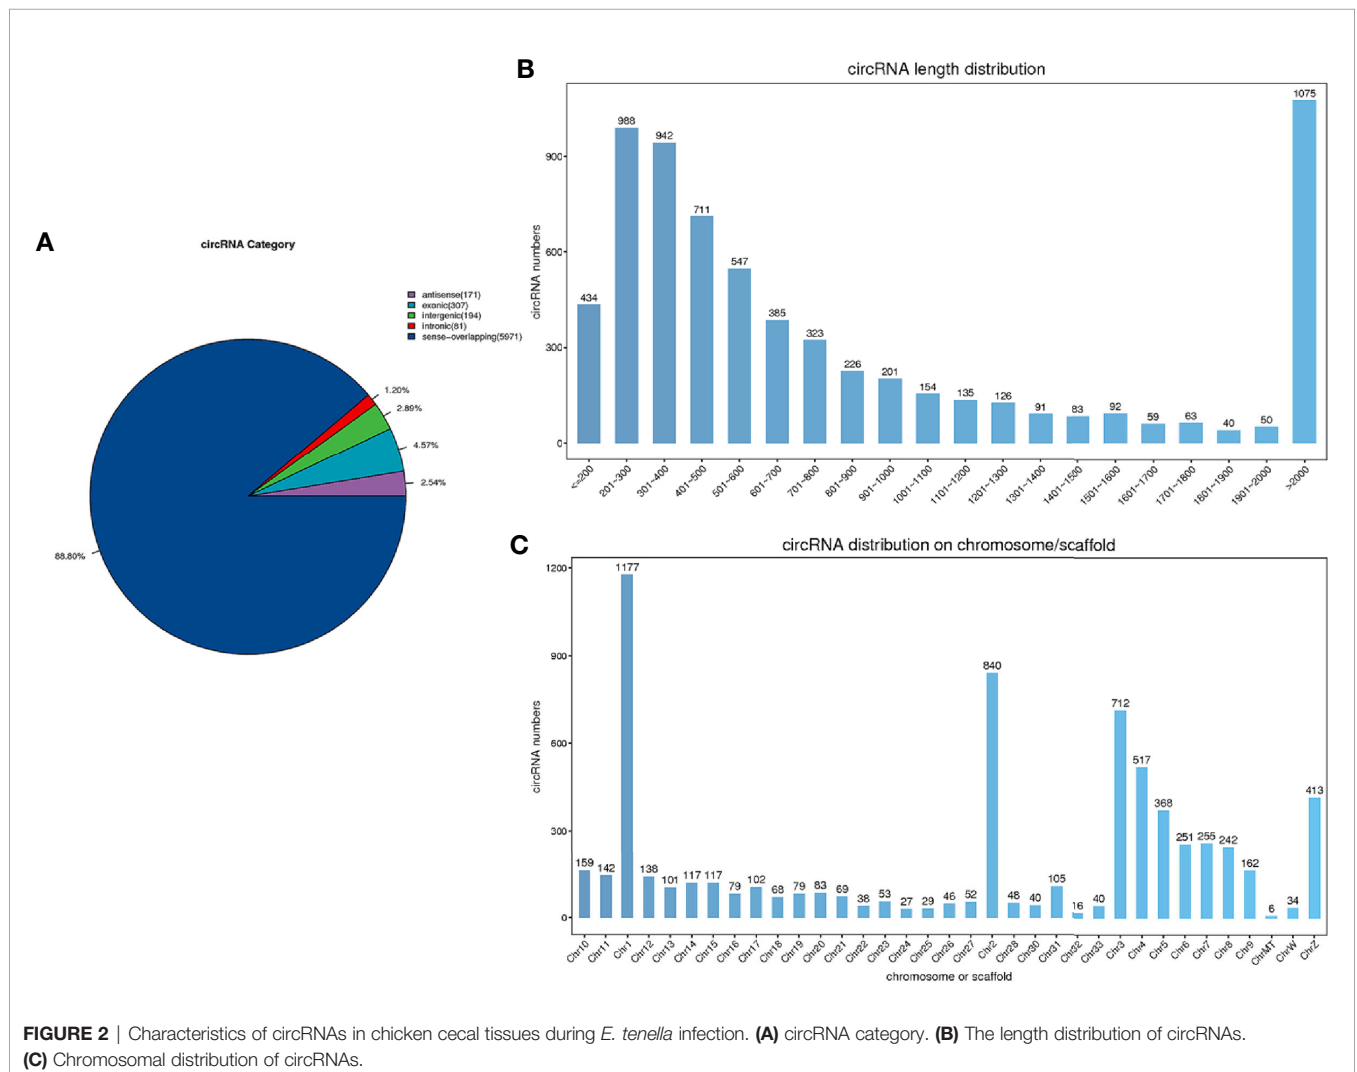 A
circRNA Category
antisense(171)
exonic(307)
intergenic(194)
intronic(81)
sense-overlapping(5971)
1.20%
2.89%
4.57%
2.54%
88.80%
B
circRNA length distribution
circRNA numbers
900
600
300
0
434
988
942
711
547
385
323
226
201
154
135
126
91
83
92
59
63
40
50
1075
<=200
201~300
301~400
401~500
501~600
601~700
701~800
801~900
901~1000
1001~1100
1101~1200
1201~1300
1301~1400
1401~1500
1501~1600
1601~1700
1701~1800
1801~1900
1901~2000
>2000
C
circRNA distribution on chromosome/scaffold
circRNA numbers
1200
900
600
300
0
159
142
1177
138
101
117
117
79
102
68
79
83
69
38
53
27
29
46
52
840
48
40
105
16
40
712
517
368
251
255
242
162
6
34
413
Chr10
Chr11
Chr1
Chr12
Chr13
Chr14
Chr15
Chr16
Chr17
Chr18
Chr19
Chr20
Chr21
Chr22
Chr23
Chr24
Chr25
Chr26
Chr27
Chr2
Chr28
Chr30
Chr31
Chr32
Chr33
Chr3
Chr4
Chr5
Chr6
Chr7
Chr8
Chr9
ChrMT
ChrW
ChrZ
chromosome or scaffold
FIGURE 2 | Characteristics of circRNAs in chicken cecal tissues during E. tenella infection. (A) circRNA category. (B) The length distribution of circRNAs.
(C) Chromosomal distribution of circRNAs.